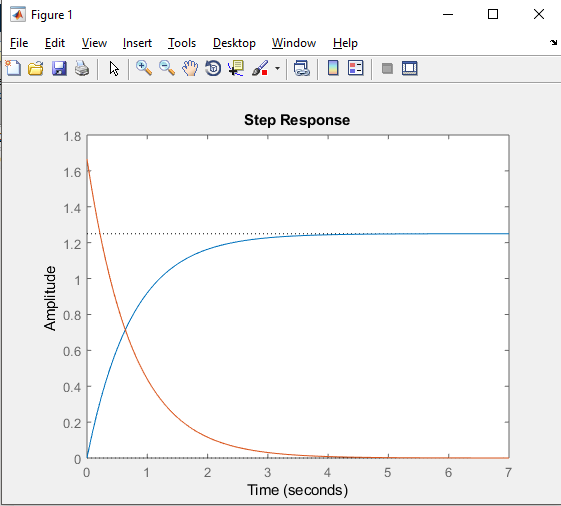 Figure 1
File Edit View Insert Tools Desktop Window Help
Step Response
1.8
1.6
1.4
1.2
1
0.8
0.6
0.4
0.2
0
Amplitude
0 1 2 3 4 5 6 7
Time (seconds)